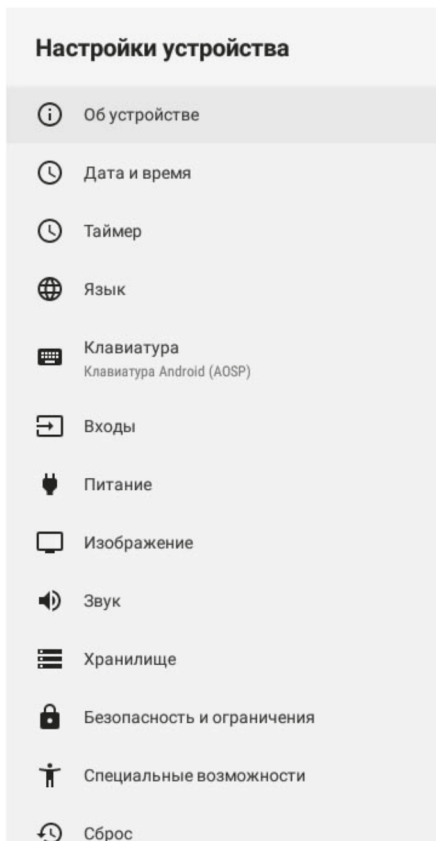 Настройки устройства
Об устройстве
Дата и время
Таймер
Язык
Клавиатура
Клавиатура Android (AOSP)
Входы
Питание
Изображение
Звук
Хранилище
Безопасность и ограничения
Специальные возможности
Сброс